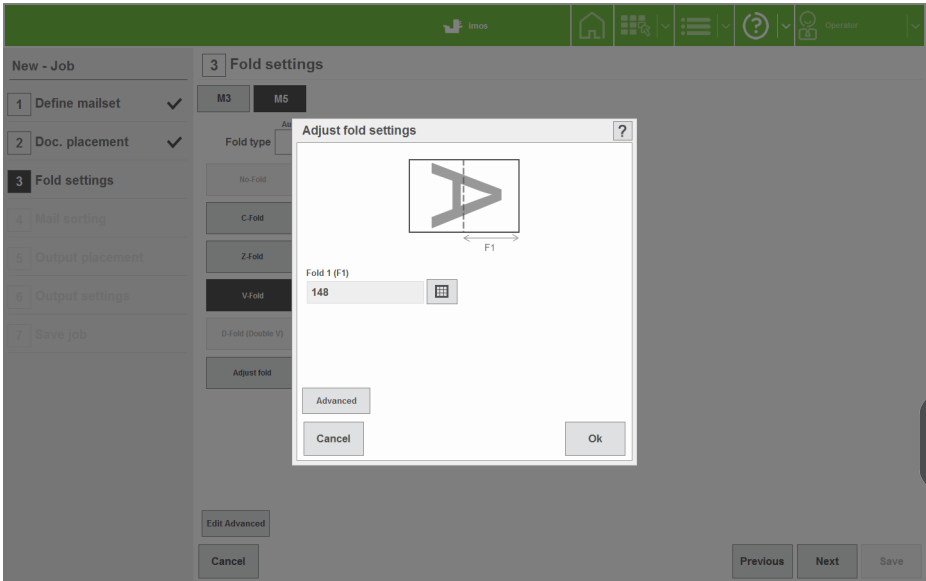 imos
?
Operator
New - Job
1 Define mailset
2 Doc. placement
3 Fold settings
4 Mail sorting
5 Output placement
6 Output settings
7 Save job
3 Fold settings
M3 M5
Au
Fold type
No-Fold
C-Fold
Z-Fold
V-Fold
D-Fold (Double V)
Adjust fold
Adjust fold settings ?
A
F1
Fold 1 (F1)
148
Advanced
Cancel Ok
Edit Advanced
Cancel Previous Next Save